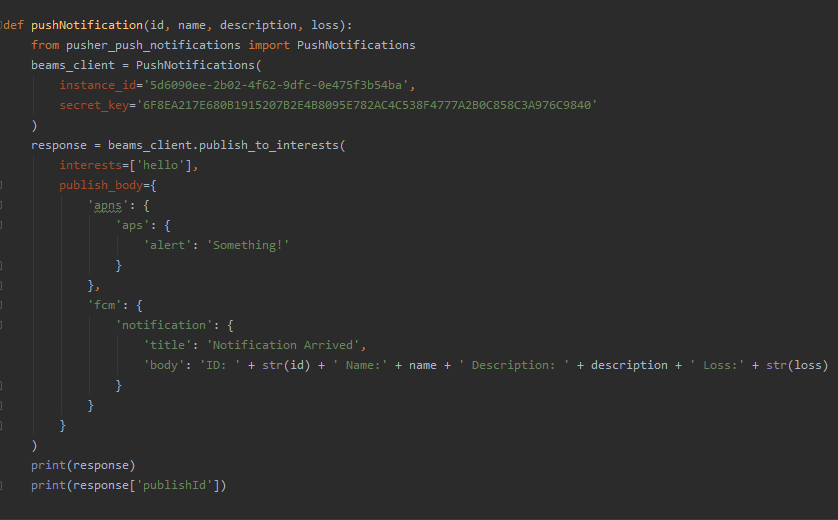 def pushNotification(id, name, description, loss):
    from pusher_push_notifications import PushNotifications
    beams_client = PushNotifications(
        instance_id='5d6090ee-2b02-4f62-9dfc-0e475f3b54ba',
        secret_key='6F8EA217E680B1915207B2E4B8095E782AC4C538F4777A2B0C858C3A976C9840'
    )
    response = beams_client.publish_to_interests(
        interests=['hello'],
        publish_body={
            'apns': {
                'aps': {
                    'alert': 'Something!'
                }
            },
            'fcm': {
                'notification': {
                    'title': 'Notification Arrived',
                    'body': 'ID: ' + str(id) + ' Name:' + name + ' Description: ' + description + ' Loss:' + str(loss)
                }
            }
        }
    )
    print(response)
    print(response['publishId'])